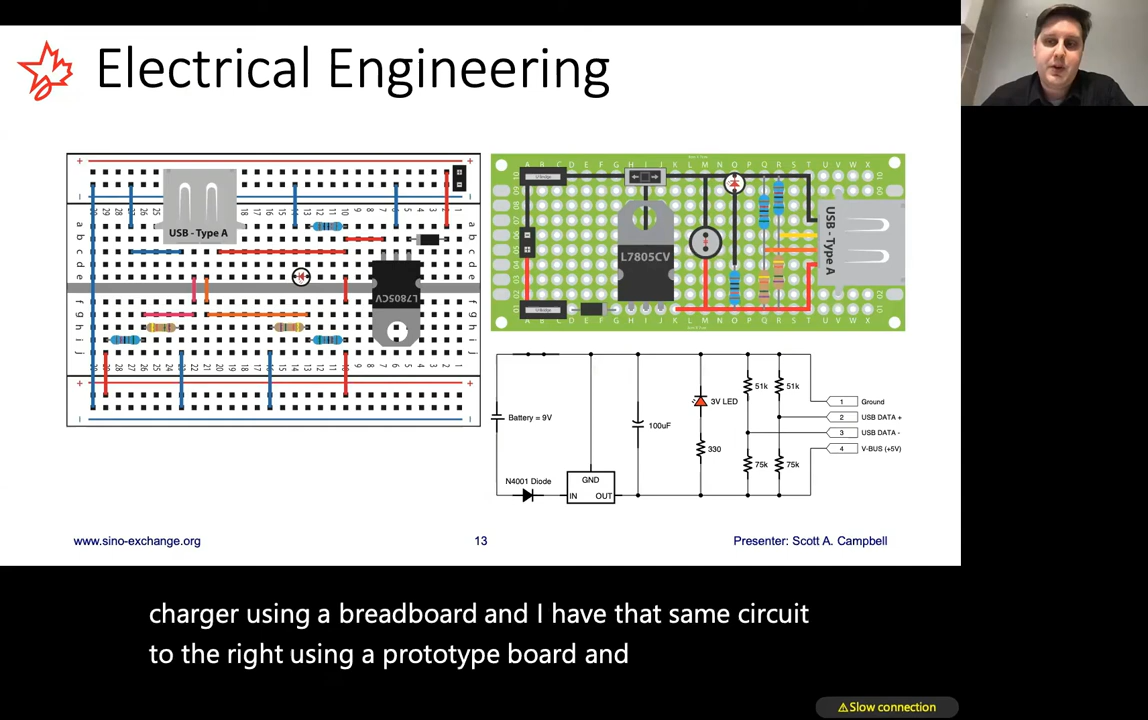 Electrical Engineering
USB - Type A
L7805CV
L7805CV
USB - Type A
Battery = 9V
N4001 Diode
GND
IN OUT
100uF
3V LED
330
51k 51k
75k 75k
1 Ground
2 USB DATA +
3 USB DATA -
4 V-BUS (+5V)
www.sino-exchange.org 13 Presenter: Scott A. Campbell
charger using a breadboard and I have that same circuit
to the right using a prototype board and
⚠Slow connection